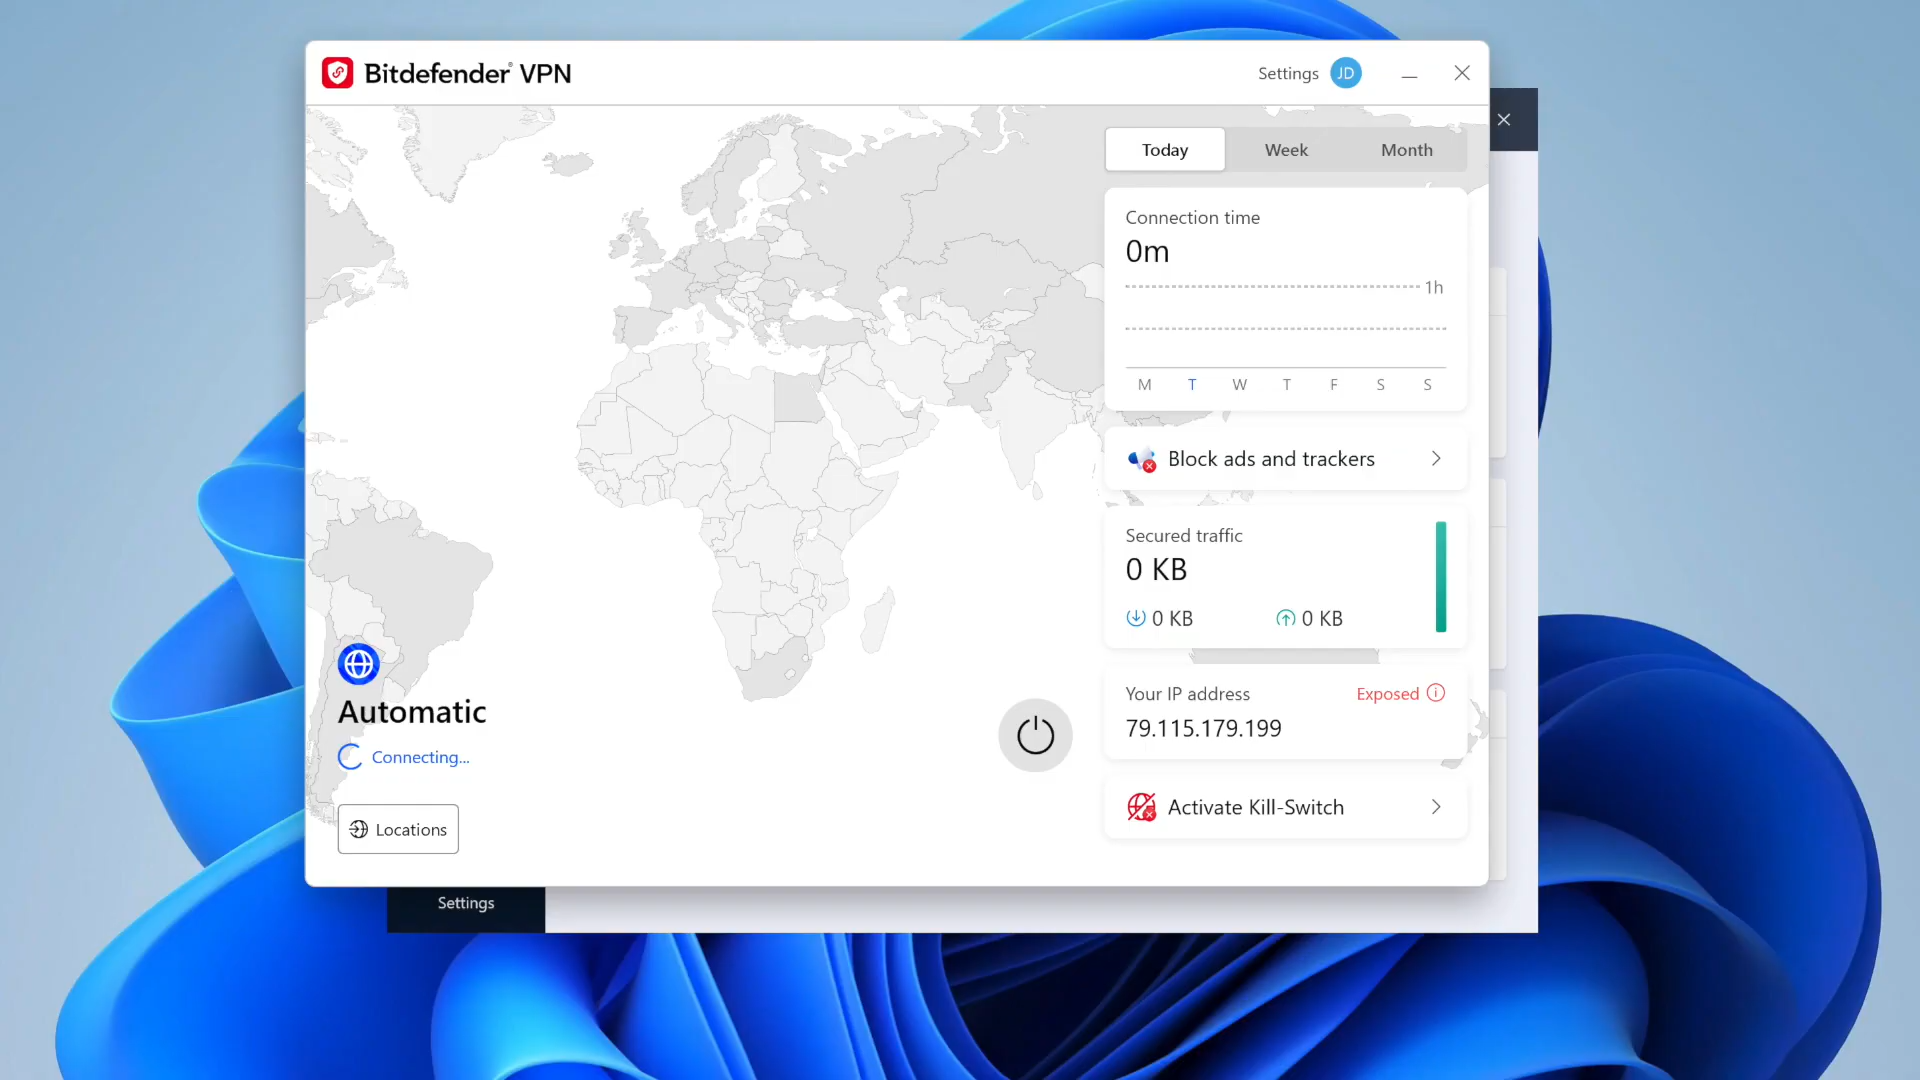 Bitdefender® VPN
Settings JD
Today Week Month
Connection time
0m
1h
M T W T F S S
Block ads and trackers
Secured traffic
0 KB
0 KB 0 KB
Your IP address Exposed
79.115.179.199
Activate Kill-Switch
Automatic
Connecting...
Locations
Settings